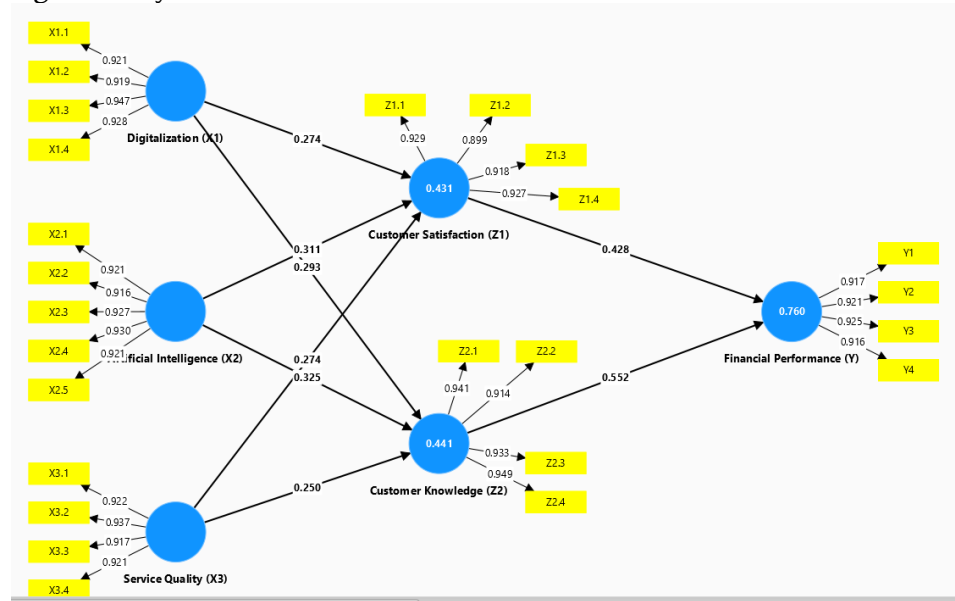 X1.1
0.921
X1.2
0.919
X1.3
0.947
0.928
X1.4
Digitalization (X1)
0.274
Z1.1
Z1.2
0.929
0.899
Z1.3
0.918
0.927
Z1.4
0.431
Customer Satisfaction (Z1)
X2.1
0.921
X2.2
0.916
X2.3
0.927
0.930
X2.4
0.921
X2.5
Intelligence (X2)
0.311
0.293
0.274
0.325
0.428
Y1
0.917
Y2
0.921
0.760
0.925
Y3
0.916
Y4
Financial Performance (Y)
Z2.1
Z2.2
0.941
0.914
0.552
0.441
0.933
Z2.3
0.949
Z2.4
Customer Knowledge (Z2)
0.250
X3.1
0.922
X3.2
0.937
0.917
X3.3
0.921
X3.4
Service Quality (X3)